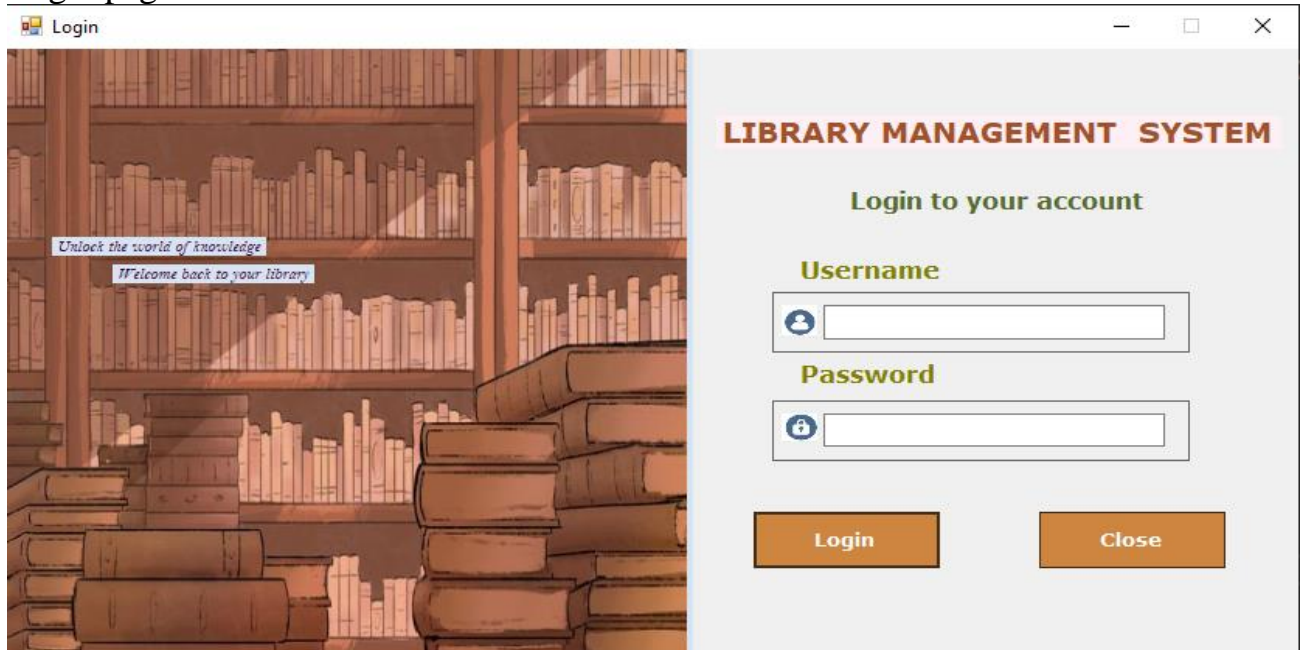 Login
Unlock the world of knowledge
Welcome back to your library
LIBRARY MANAGEMENT SYSTEM
Login to your account
Username
Password
Login Close